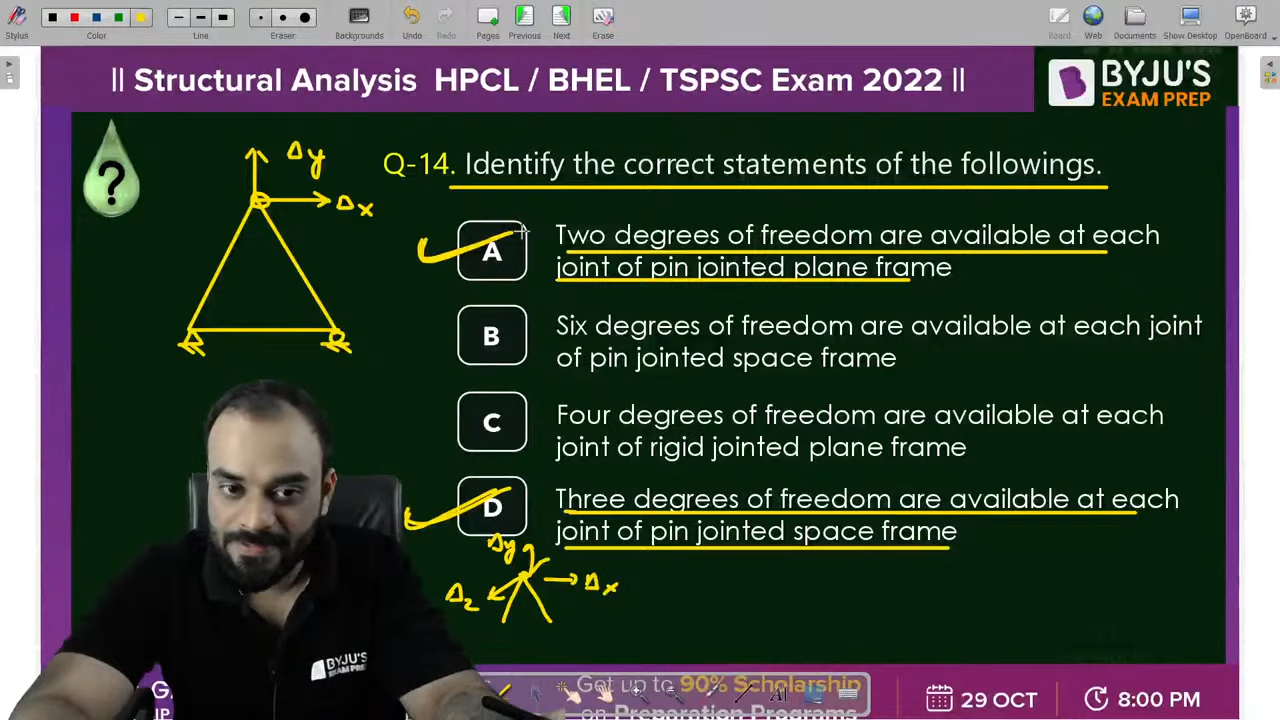 Stylus
Color
Line
Eraser
Backgrounds
Undo
Redo
Pages
Previous
Next
Erase
Board
Web
Documents
Show Desktop
OpenBoard
|| Structural Analysis HPCL / BHEL / TSPSC Exam 2022 ||
BYJU'S
EXAM PREP
?
Δy
Δx
Q-14. Identify the correct statements of the followings.
A
Two degrees of freedom are available at each
joint of pin jointed plane frame
B
Six degrees of freedom are available at each joint
of pin jointed space frame
C
Four degrees of freedom are available at each
joint of rigid jointed plane frame
D
Three degrees of freedom are available at each
joint of pin jointed space frame
Δy
Δx
Δz
BYJU'S
EXAM PREP
Get up to 90% Scholarship
on Preparation Programs
29 OCT
8:00 PM